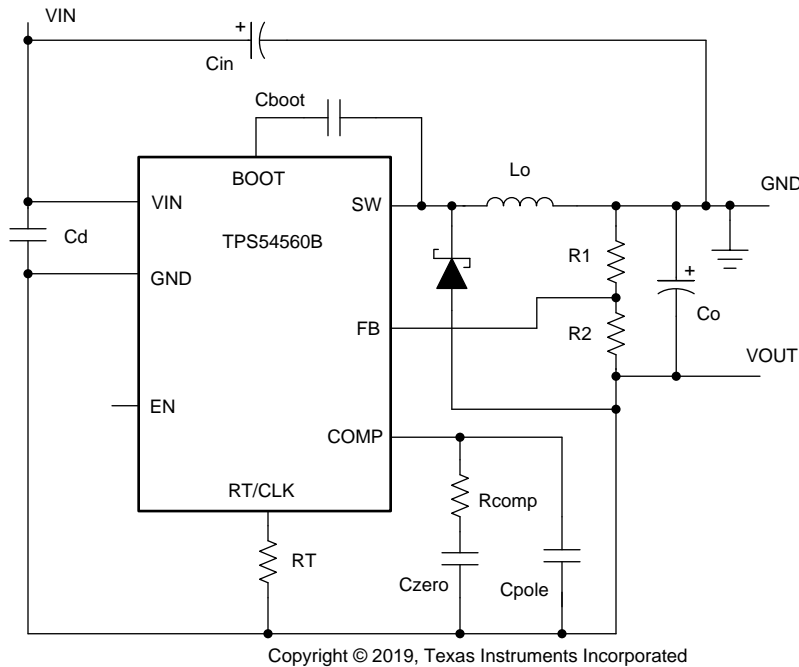 VIN
+
Cin
Cboot
BOOT
Lo
GND
VIN
SW
Cd
TPS54560B
R1
GND
+
Co
FB
R2
VOUT
EN
COMP
RT/CLK
Rcomp
RT
Czero
Cpole
Copyright © 2019, Texas Instruments Incorporated